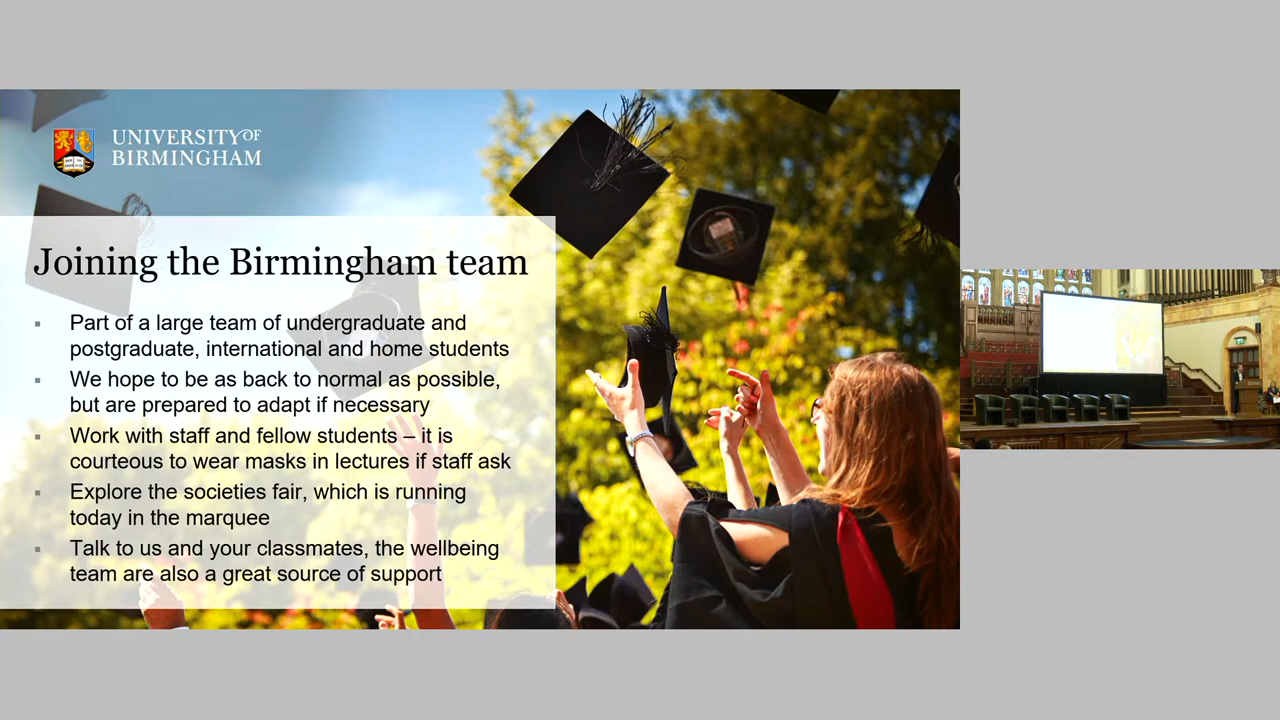 UNIVERSITY OF
BIRMINGHAM
Joining the Birmingham team
▪ Part of a large team of undergraduate and
postgraduate, international and home students
▪ We hope to be as back to normal as possible,
but are prepared to adapt if necessary
▪ Work with staff and fellow students – it is
courteous to wear masks in lectures if staff ask
▪ Explore the societies fair, which is running
today in the marquee
▪ Talk to us and your classmates, the wellbeing
team are also a great source of support